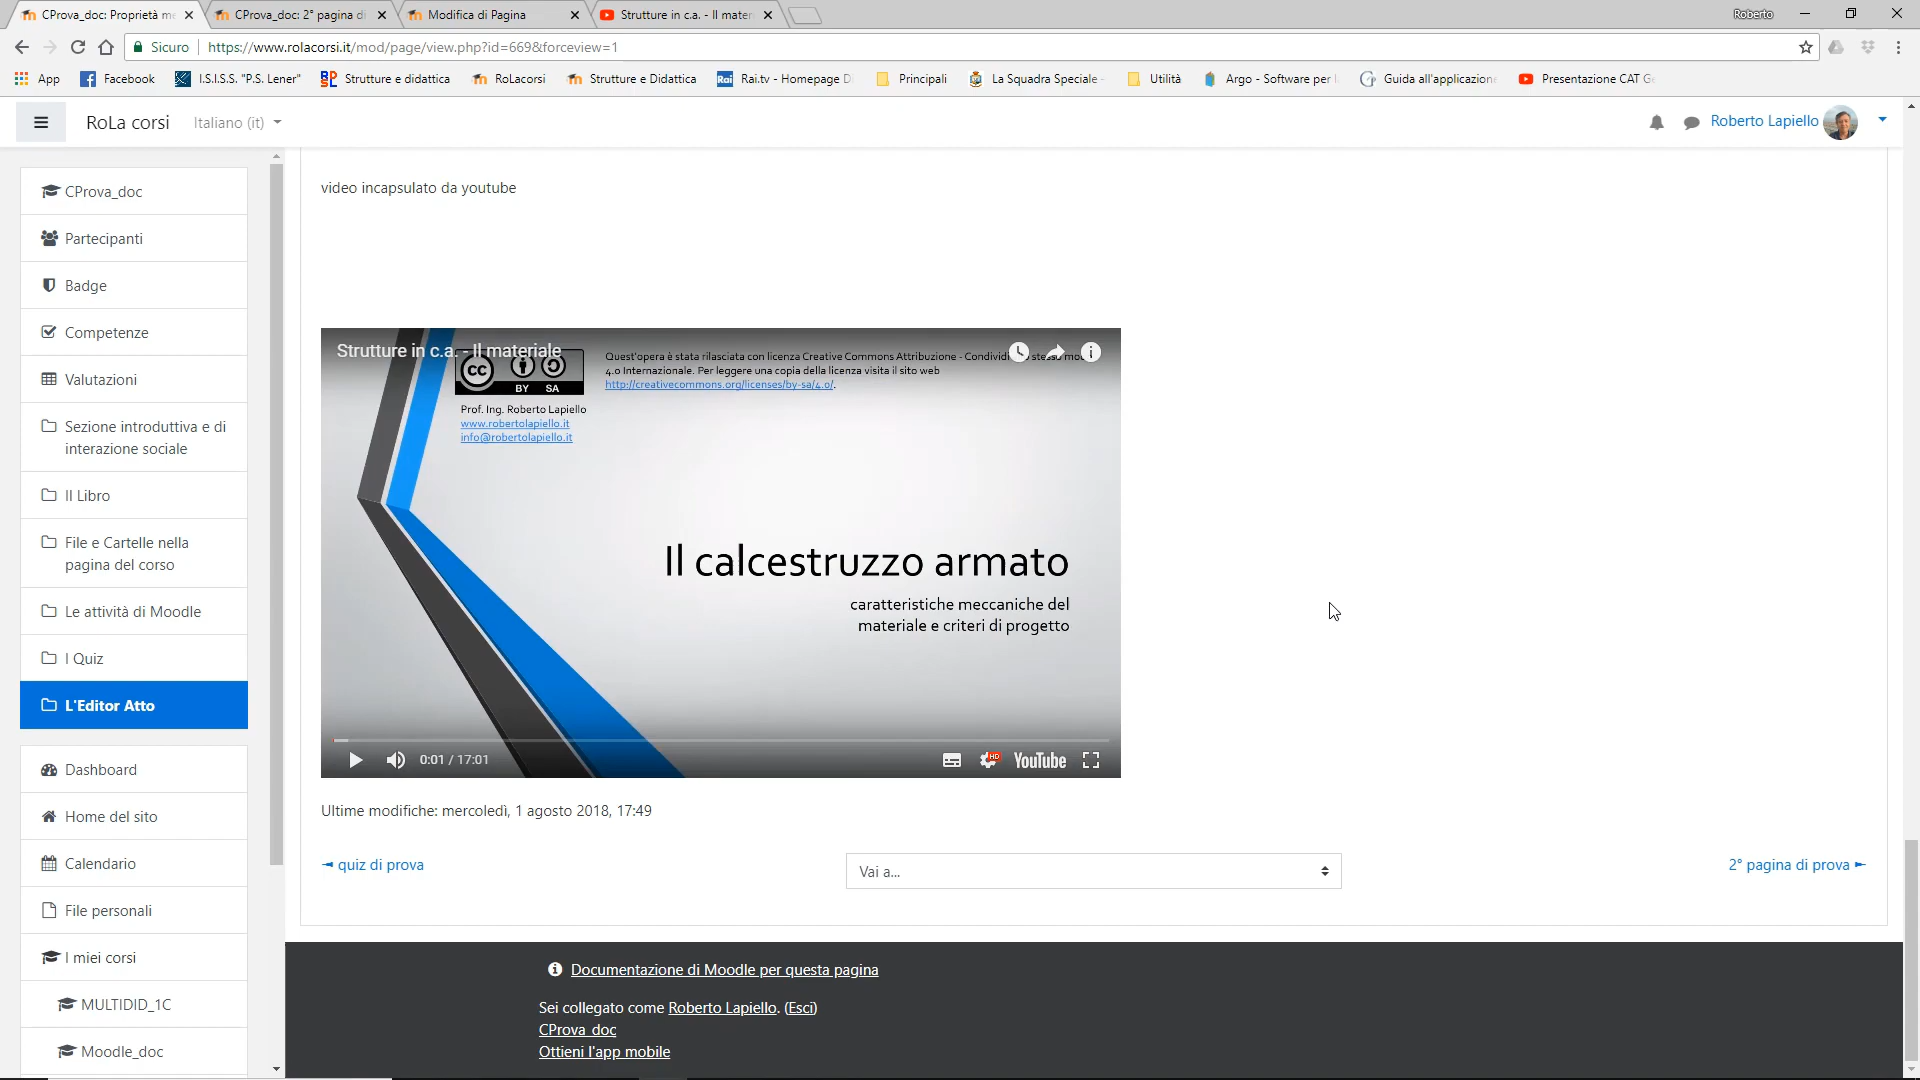 CProva_doc: Proprietà me
CProva_doc: 2° pagina di
Modifica di Pagina
Strutture in c.a. - Il mater
Roberto
Sicuro
https://www.rolacorsi.it/mod/page/view.php?id=669&forceview=1
App
Facebook
I.S.I.S.S. "P.S. Lener"
Strutture e didattica
RoLacorsi
Strutture e Didattica
Rai.tv - Homepage D
Principali
La Squadra Speciale
Utilità
Argo - Software per l
Guida all'applicazion
Presentazione CAT Ge
RoLa corsi
Italiano (it)
Roberto Lapiello
CProva_doc
Partecipanti
Badge
Competenze
Valutazioni
Sezione introduttiva e di
interazione sociale
Il Libro
File e Cartelle nella
pagina del corso
Le attività di Moodle
I Quiz
L'Editor Atto
Dashboard
Home del sito
Calendario
File personali
I miei corsi
MULTIDID_1C
Moodle_doc
video incapsulato da youtube
Strutture in c.a. - Il materiale
CC
BY SA
Quest'opera è stata rilasciata con licenza Creative Commons Attribuzione - Condividi
4.0 Internazionale. Per leggere una copia della licenza visita il sito web
http://creativecommons.org/licenses/by-sa/4.0/.
Prof. Ing. Roberto Lapiello
www.robertolapiello.it
info@robertolapiello.it
Il calcestruzzo armato
caratteristiche meccaniche del
materiale e criteri di progetto
0:01 / 17:01
HD
YouTube
Ultime modifiche: mercoledì, 1 agosto 2018, 17:49
◄ quiz di prova
Vai a...
2° pagina di prova ►
Documentazione di Moodle per questa pagina
Sei collegato come Roberto Lapiello. (Esci)
CProva_doc
Ottieni l'app mobile